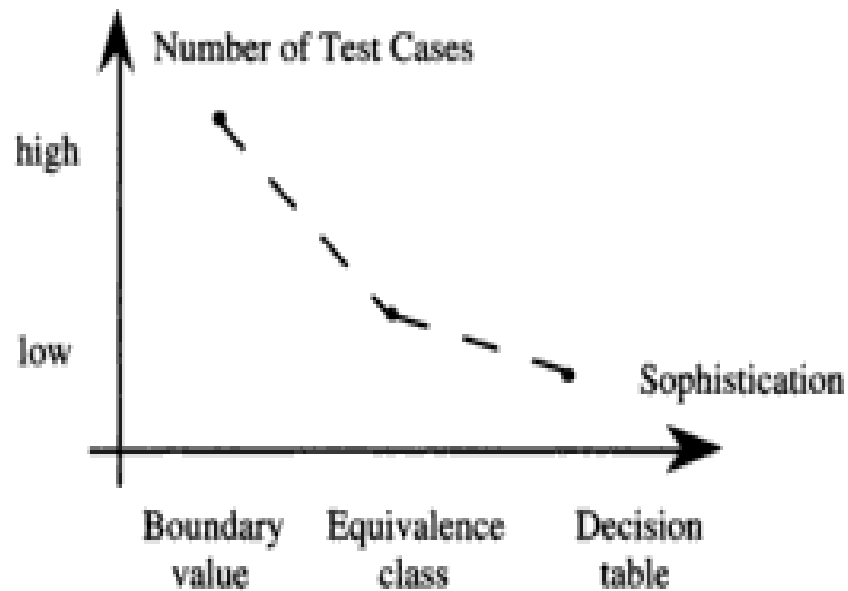 Number of Test Cases
high
low
Sophistication
Boundary
value
Equivalence
class
Decision
table